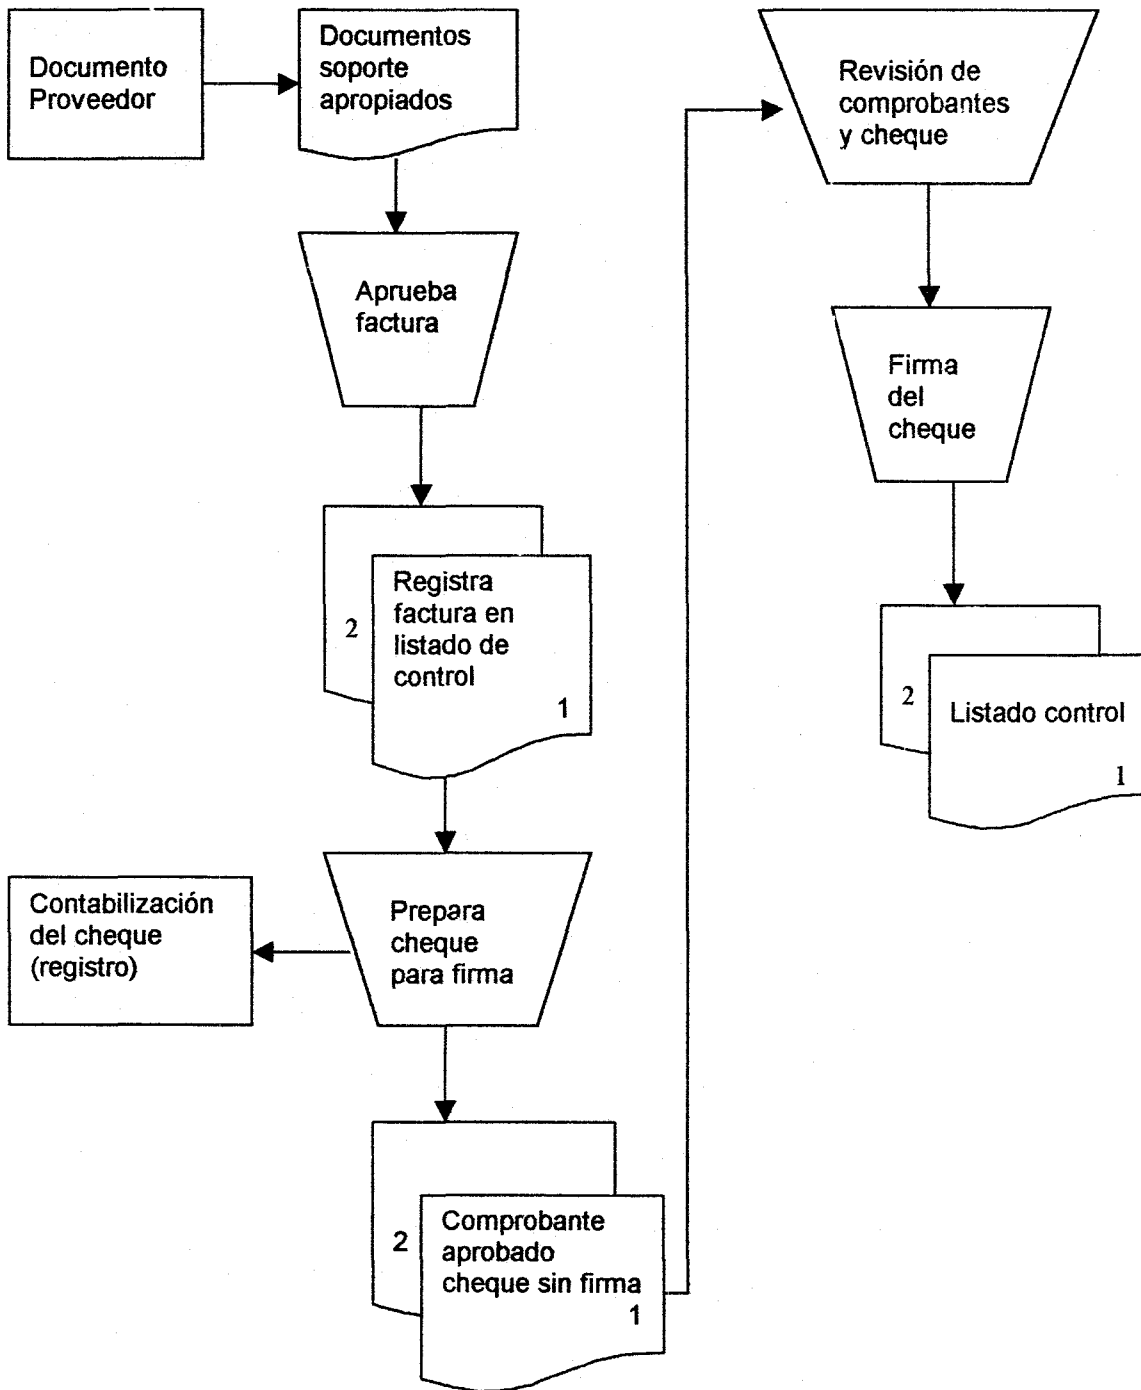 Documento
Proveedor
Documentos
soporte
apropiados
Aprueba
factura
2
Registra
factura en
listado de
control
1
Contabilización
del cheque
(registro)
Prepara
cheque
para firma
2
Comprobante
aprobado
cheque sin firma
1
Revisión de
comprobantes
y cheque
Firma
del
cheque
2
Listado control
1